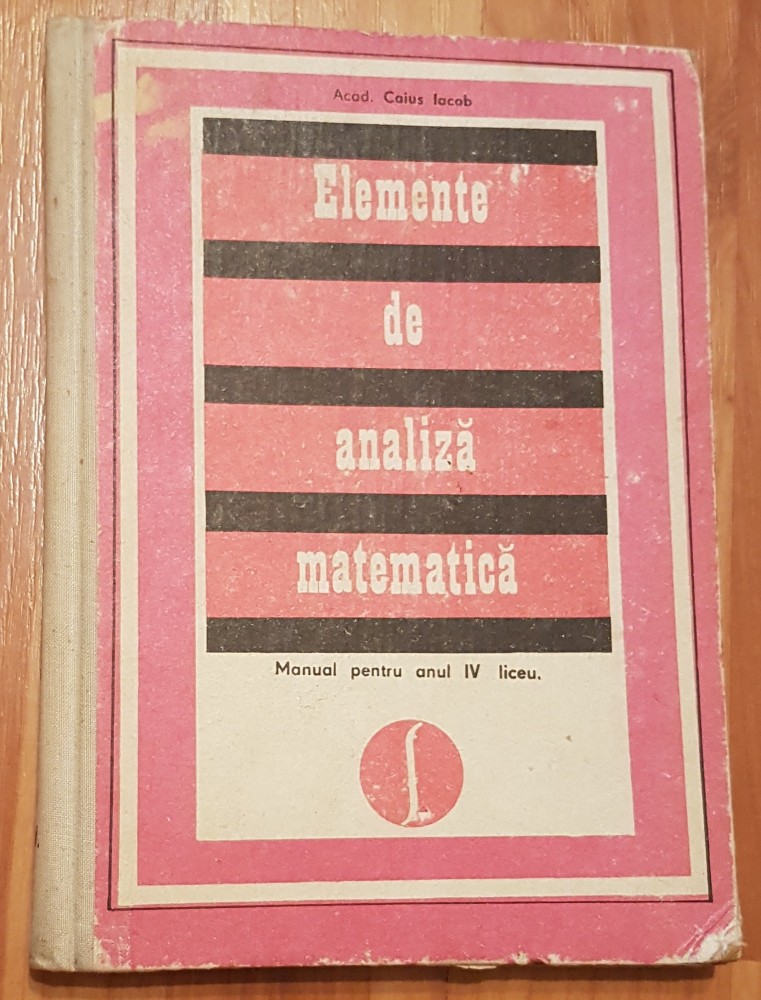 Acad. Caius Iacob
Elemente
de
analiză
matematică
Manual pentru anul IV liceu.